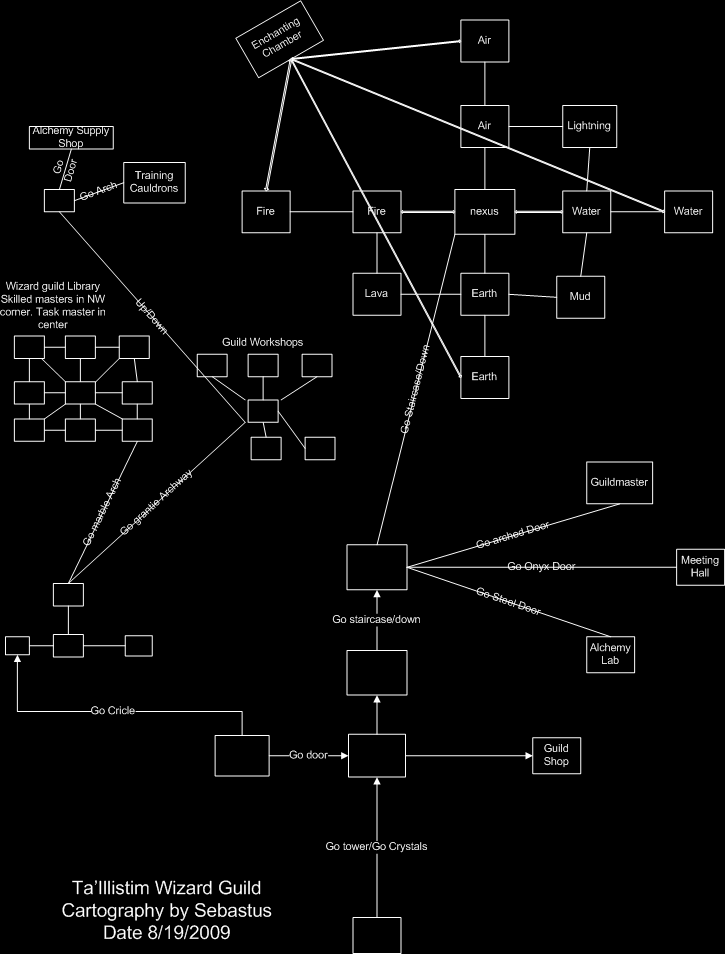 Enchanting
Chamber
Air
Alchemy Supply
Shop
Air
Lightning
Go
Door
Go Arch
Training
Cauldrons
Fire
Fire
nexus
Water
Water
Wizard guild Library
Skilled masters in NW
corner. Task master in
center
Up/Down
Lava
Earth
Mud
Guild Workshops
Earth
Go Staircase/Down
Go marble Arch
Go grantie Archway
Guildmaster
Go arched Door
Go Onyx Door
Meeting
Hall
Go Steel Door
Go staircase/down
Alchemy
Lab
Go Cricle
Go door
Guild
Shop
Go tower/Go Crystals
Ta'Illistim Wizard Guild
Cartography by Sebastus
Date 8/19/2009